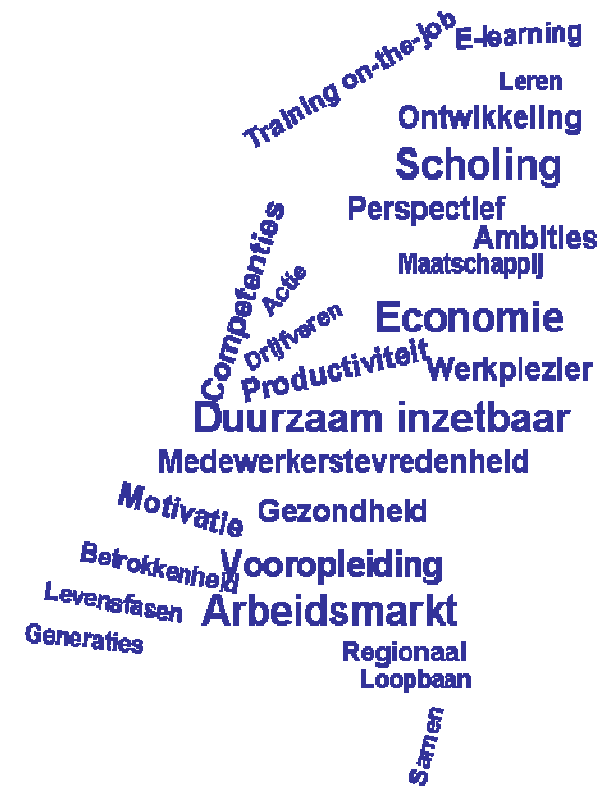 Training on-the-job
E-learning
Leren
Ontwikkeling
Scholing
Perspectief
Ambities
Maatschappij
Competenties
Actie
Economie
Drijfveren
Productiviteit
Werkplezier
Duurzaam inzetbaar
Medewerkerstevredenheid
Motivatie
Gezondheid
Betrokkenheid
Vooropleiding
Levensfasen
Arbeidsmarkt
Generaties
Regionaal
Loopbaan
Samen